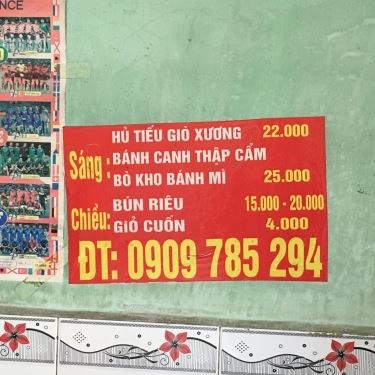 NCE
HỦ TIẾU GIÒ XƯƠNG 22.000
Sáng: BÁNH CANH THẬP CẨM
BÒ KHO BÁNH MÌ 25.000
Chiều: BÚN RIÊU 15.000 - 20.000
GIỎ CUỐN 4.000
ĐT: 0909 785 294